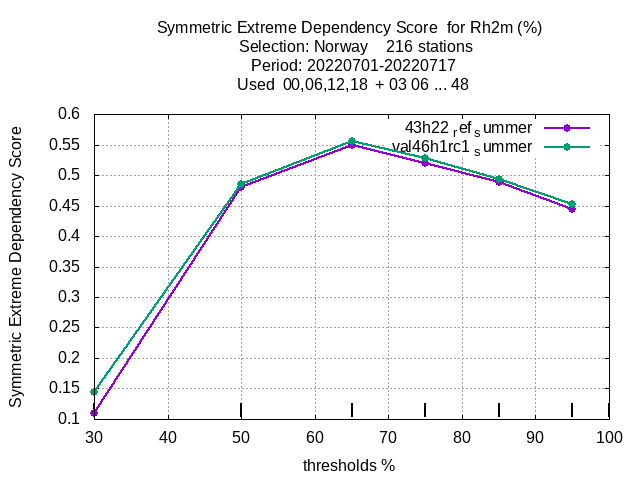 Symmetric Extreme Dependency Score  for Rh2m (%)
Selection: Norway    216 stations
Period: 20220701-20220717
Used  00,06,12,18  + 03 06 ... 48
Symmetric Extreme Dependency Score
0.6
0.55
0.5
0.45
0.4
0.35
0.3
0.25
0.2
0.15
0.1
43h22 ref summer
val46h1rc1 summer
30 40 50 60 70 80 90 100
thresholds %